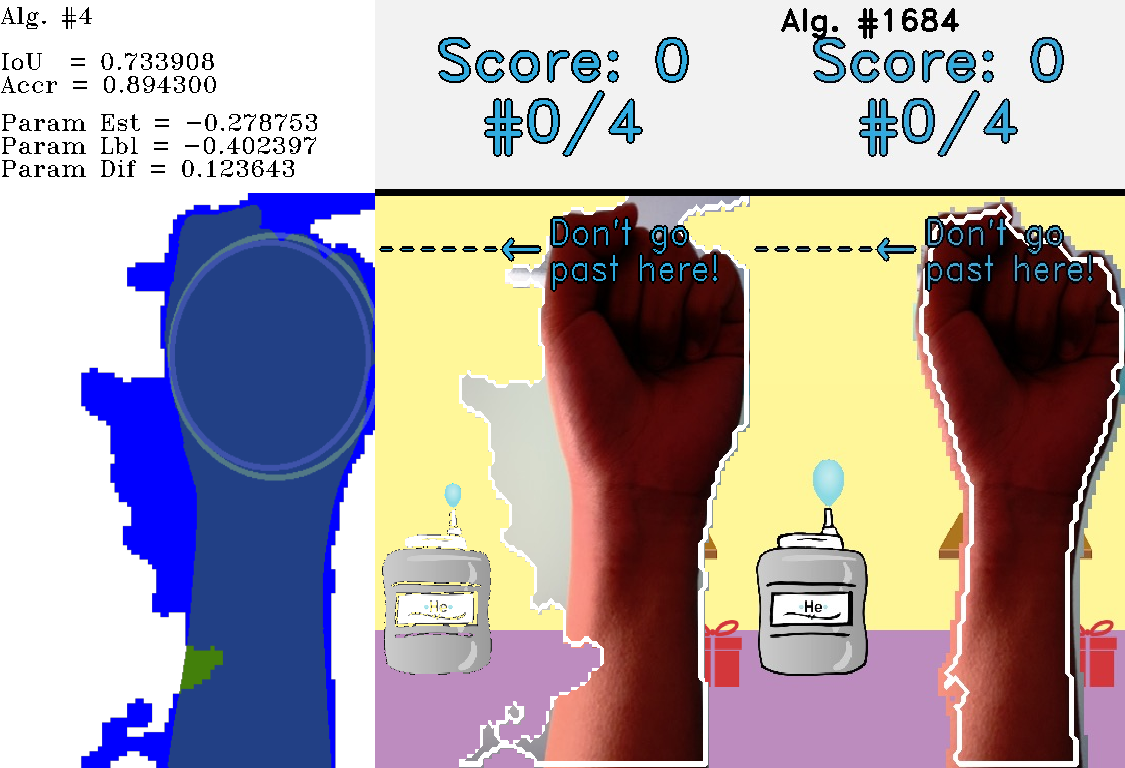 Alg. #4
IoU = 0.733908
Accr = 0.894300
Param Est = −0.278753
Param Lbl = −0.402397
Param Dif = 0.123643
Score: 0
#0/4
Don't go
past here!
He
Alg. #1684
Score: 0
#0/4
Don't go
past here!
He